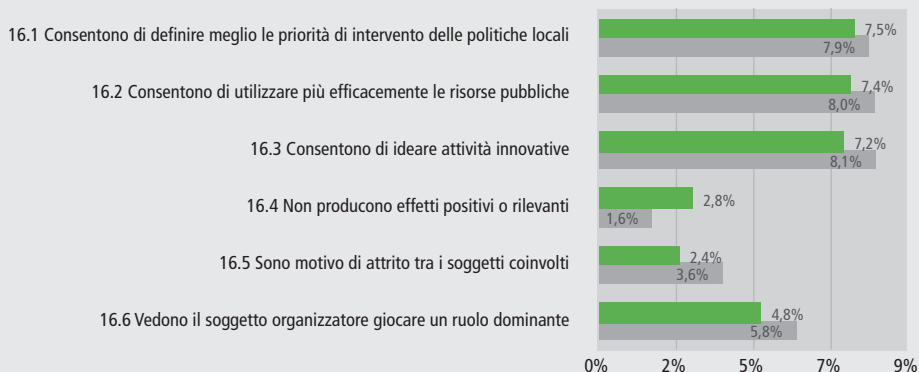 16.1 Consentono di definire meglio le priorità di intervento delle politiche locali
7,5%
7,9%
16.2 Consentono di utilizzare più efficacemente le risorse pubbliche
7,4%
8,0%
16.3 Consentono di ideare attività innovative
7,2%
8,1%
16.4 Non producono effetti positivi o rilevanti
2,8%
1,6%
16.5 Sono motivo di attrito tra i soggetti coinvolti
2,4%
3,6%
16.6 Vedono il soggetto organizzatore giocare un ruolo dominante
4,8%
5,8%
0% 2% 5% 7% 9%